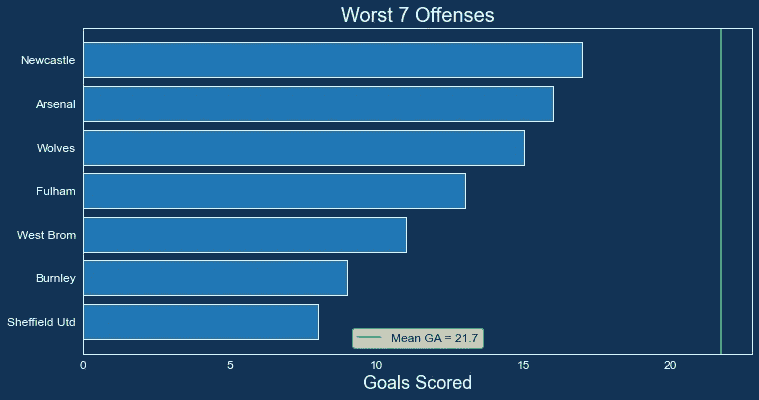 Worst 7 Offenses
Newcastle
Arsenal
Wolves
Fulham
West Brom
Burnley
Sheffield Utd
Mean GA = 21.7
0 5 10 15 20
Goals Scored